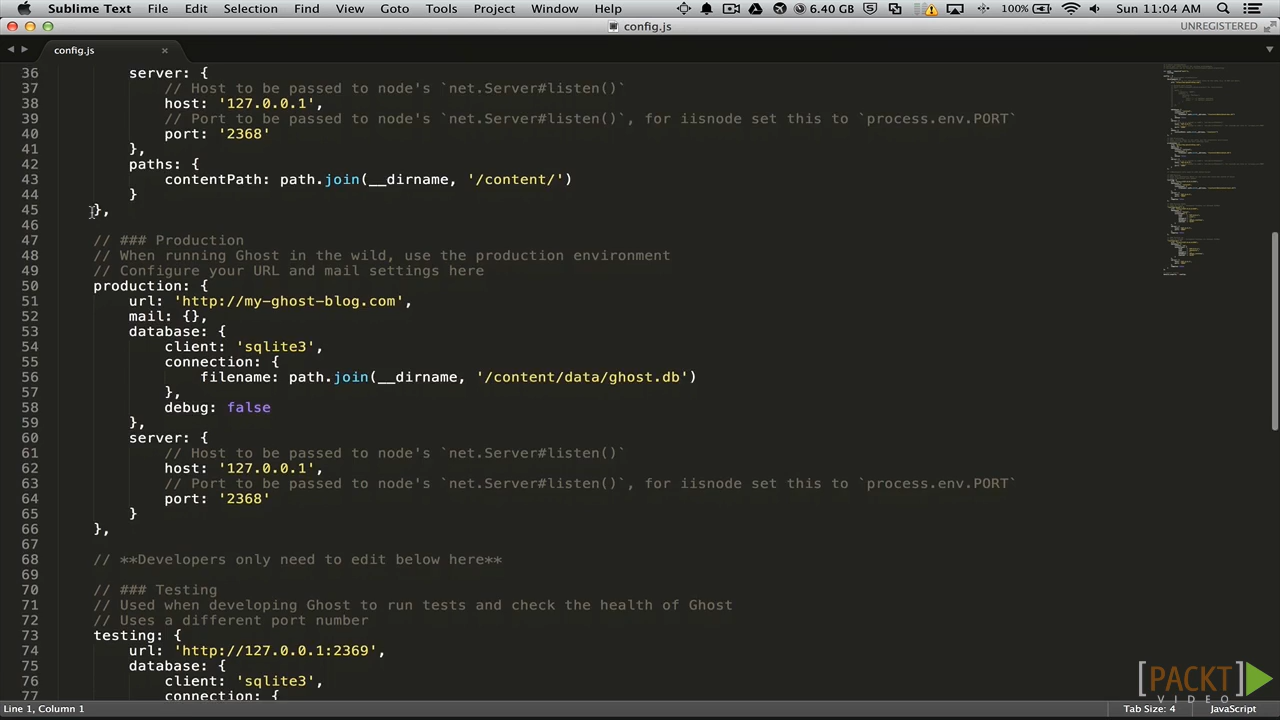 Sublime Text File Edit Selection Find View Goto Tools Project Window Help 6.40 GB 100% Sun 11:04 AM
config.js UNREGISTERED
config.js
36 server: {
37 // Host to be passed to node's `net.Server#listen()`
38 host: '127.0.0.1',
39 // Port to be passed to node's `net.Server#listen()`, for iisnode set this to `process.env.PORT`
40 port: '2368'
41 },
42 paths: {
43 contentPath: path.join(__dirname, '/content/')
44 }
45 },
46
47 // ### Production
48 // When running Ghost in the wild, use the production environment
49 // Configure your URL and mail settings here
50 production: {
51 url: 'http://my-ghost-blog.com',
52 mail: {},
53 database: {
54 client: 'sqlite3',
55 connection: {
56 filename: path.join(__dirname, '/content/data/ghost.db')
57 },
58 debug: false
59 },
60 server: {
61 // Host to be passed to node's `net.Server#listen()`
62 host: '127.0.0.1',
63 // Port to be passed to node's `net.Server#listen()`, for iisnode set this to `process.env.PORT`
64 port: '2368'
65 }
66 },
67
68 // **Developers only need to edit below here**
69
70 // ### Testing
71 // Used when developing Ghost to run tests and check the health of Ghost
72 // Uses a different port number
73 testing: {
74 url: 'http://127.0.0.1:2369',
75 database: {
76 client: 'sqlite3',
77 connection: {
[PACKT]
VIDEO
Line 1, Column 1 Tab Size: 4 JavaScript